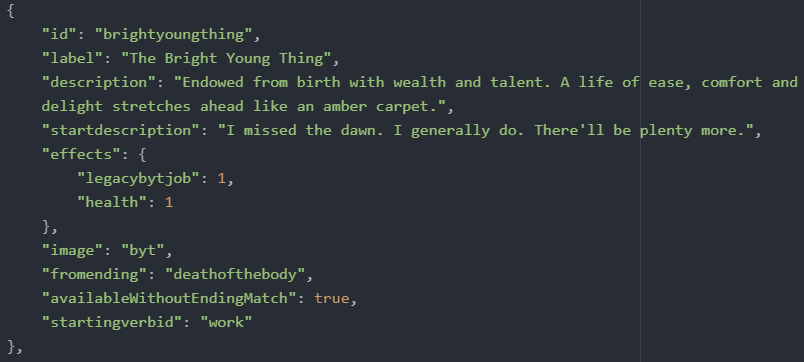 {
    "id": "brightyoungthing",
    "label": "The Bright Young Thing",
    "description": "Endowed from birth with wealth and talent. A life of ease, comfort and
    delight stretches ahead like an amber carpet.",
    "startdescription": "I missed the dawn. I generally do. There'll be plenty more.",
    "effects": {
        "legacybytjob": 1,
        "health": 1
    },
    "image": "byt",
    "fromending": "deathofthebody",
    "availableWithoutEndingMatch": true,
    "startingverbid": "work"
},